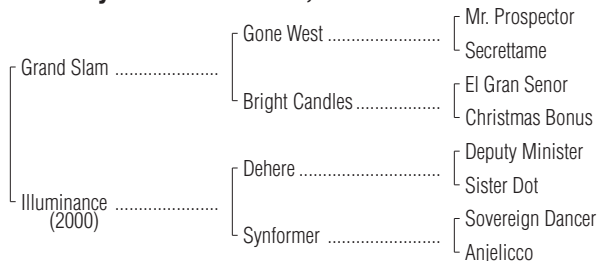 Mr. Prospector
Gone West ....................
Secrettame
Grand Slam ....................
El Gran Senor
Bright Candles ...............
Christmas Bonus
Deputy Minister
Dehere .........................
Sister Dot
Illuminance ....................
(2000)
Sovereign Dancer
Synformer ....................
Anjelicco